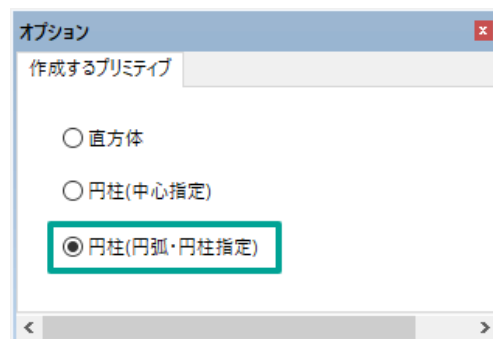 オプション
作成するプリミティブ
直方体
円柱(中心指定)
円柱(円弧・円柱指定)